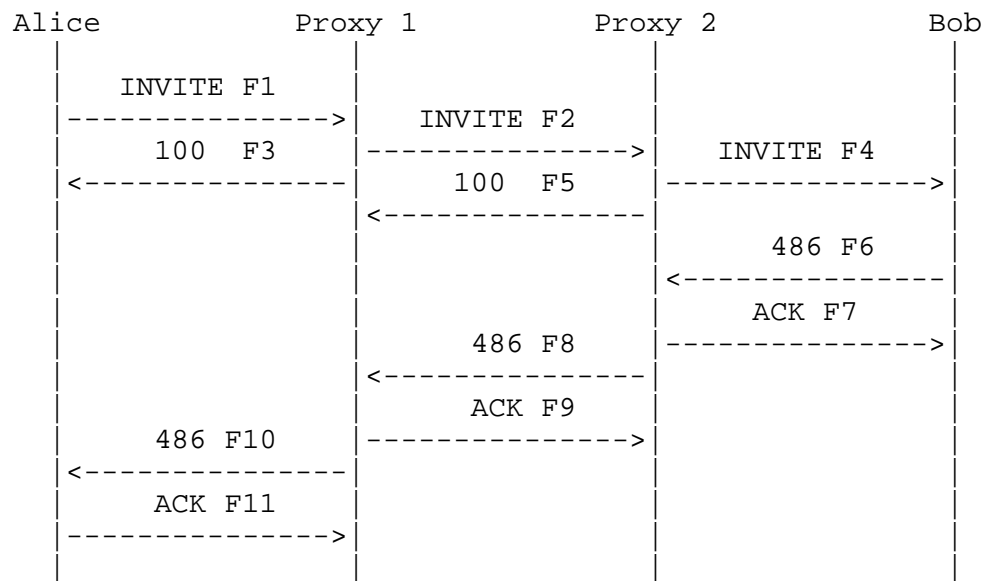 Alice Proxy 1 Proxy 2 Bob
INVITE F1
INVITE F2
100 F3 INVITE F4
100 F5
486 F6
ACK F7
486 F8
ACK F9
486 F10
ACK F11